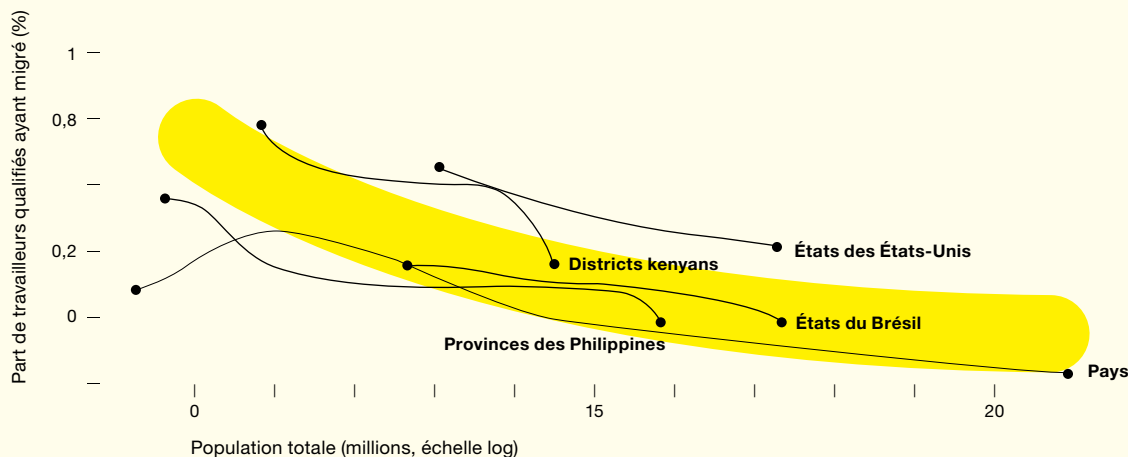 Part de travailleurs qualifiés ayant migré (%)
1
0,8
0,2
0
États des États-Unis
Districts kenyans
États du Brésil
Provinces des Philippines
Pays
0
15
20
Population totale (millions, échelle log)